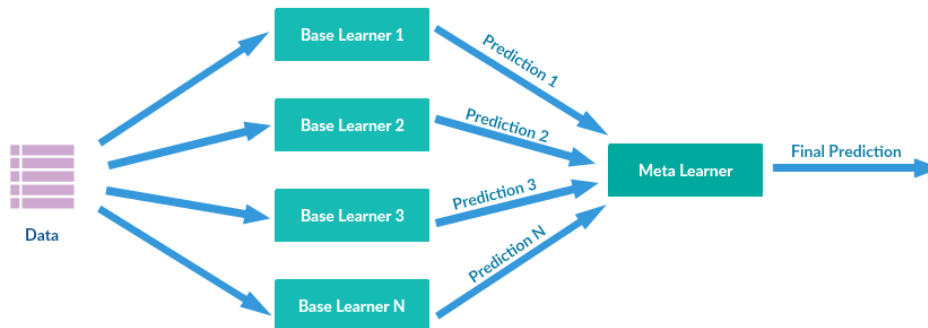 Base Learner 1
Prediction 1
Base Learner 2
Prediction 2
Meta Learner
Final Prediction
Base Learner 3
Prediction 3
Data
Base Learner N
Prediction N